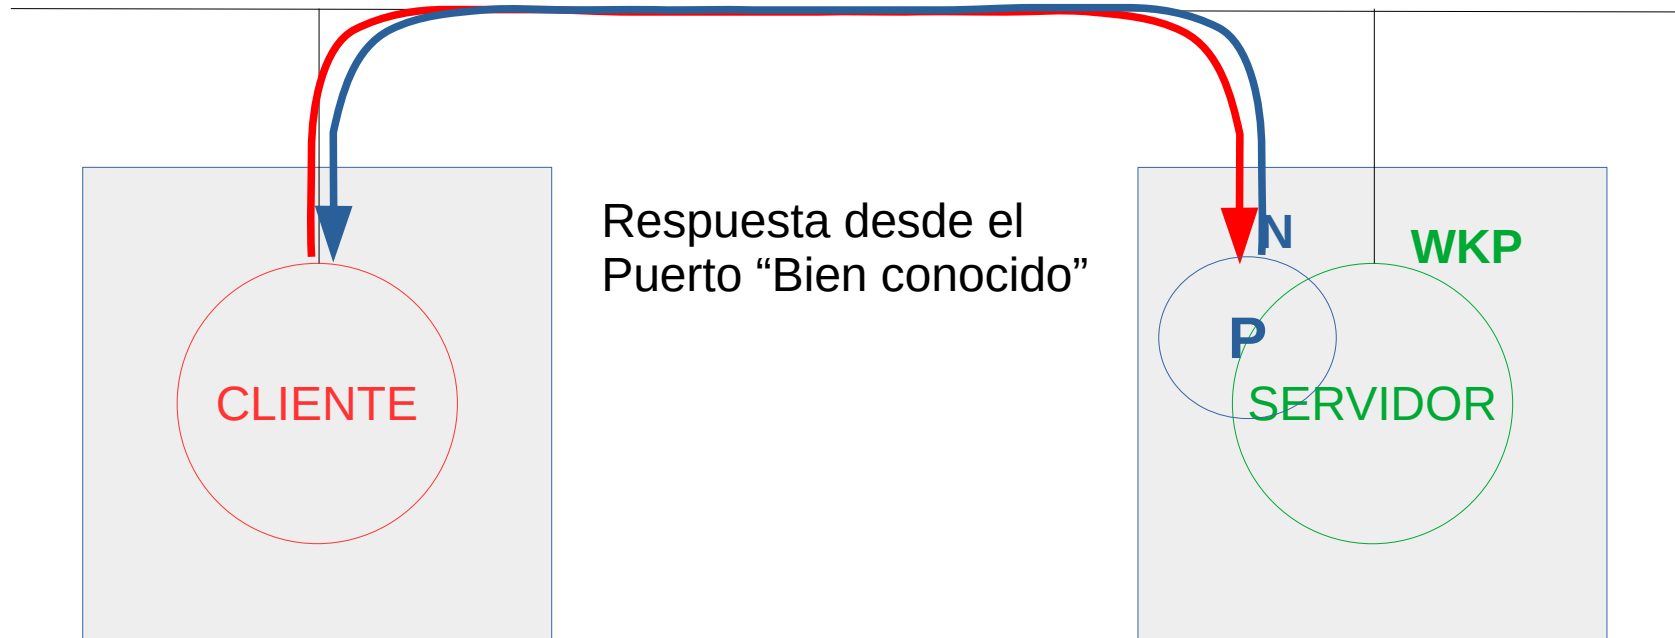 Respuesta desde el
Puerto “Bien conocido”
CLIENTE
N
WKP
P
SERVIDOR